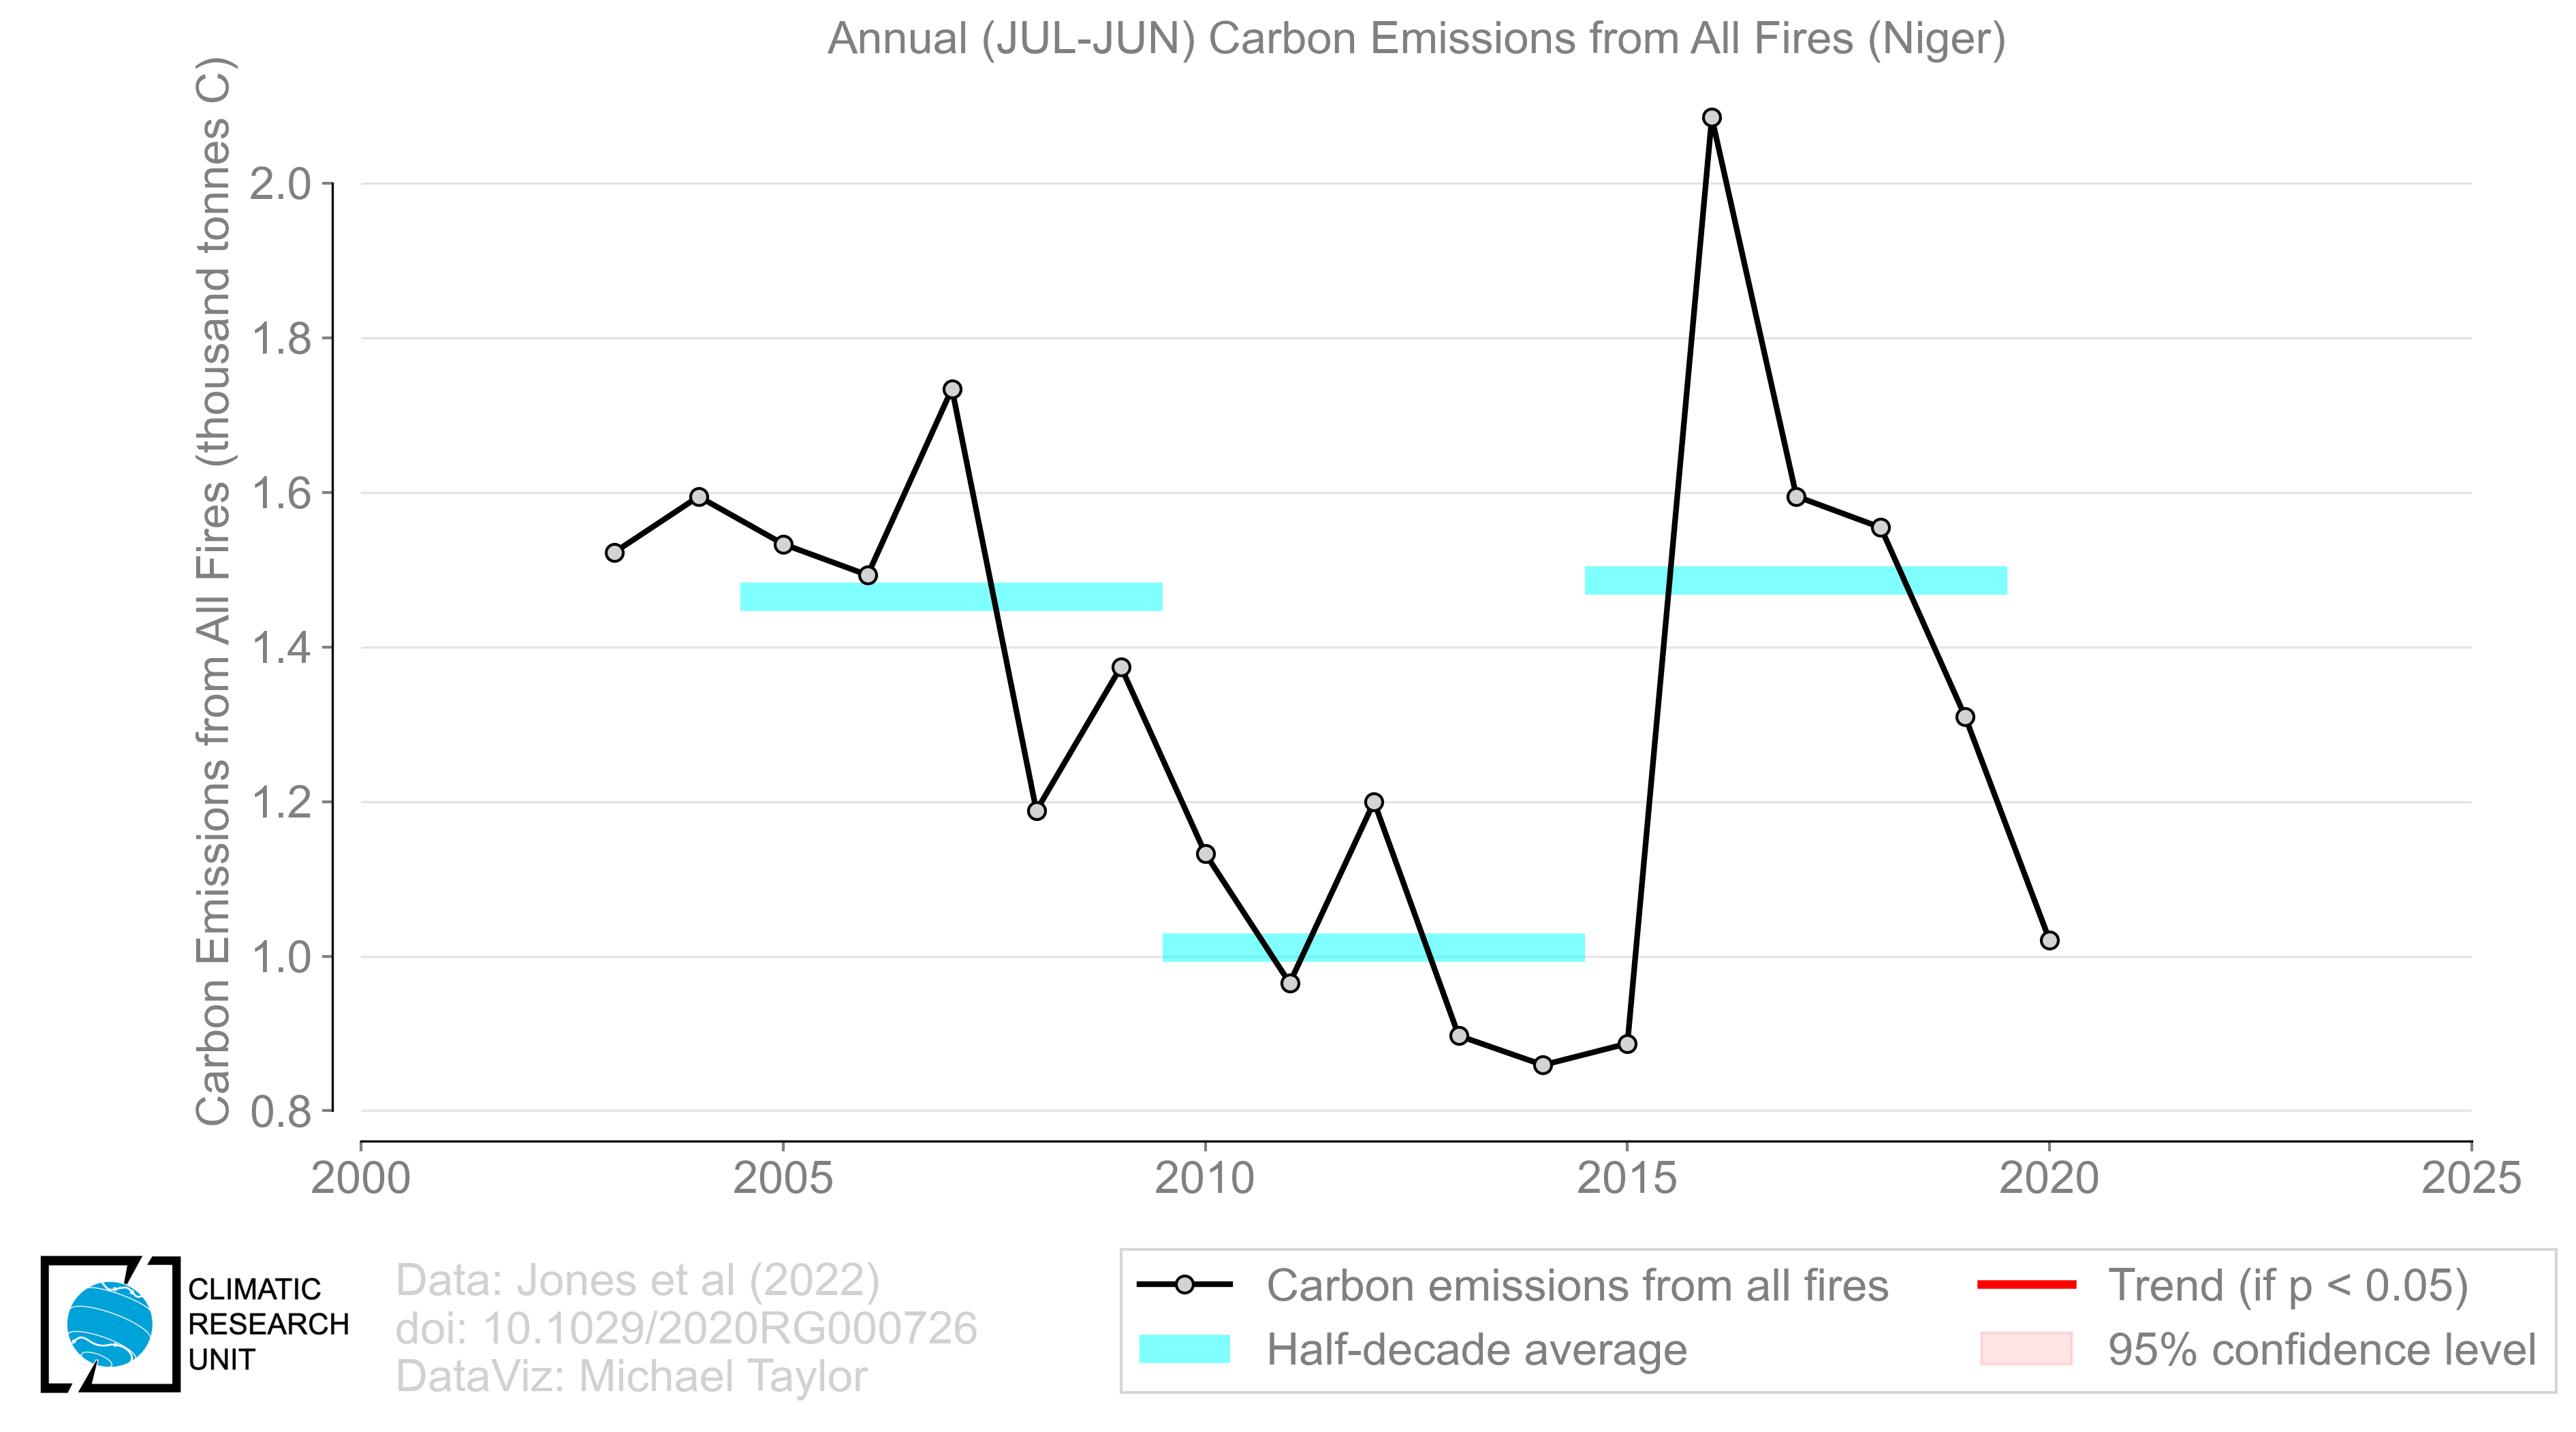 Annual (JUL-JUN) Carbon Emissions from All Fires (Niger)
Carbon Emissions from All Fires (thousand tonnes C)
2.0
1.8
1.6
1.4
1.2
1.0
0.8
2000 2005 2010 2015 2020 2025
CLIMATIC
RESEARCH
UNIT
Data: Jones et al (2022)
doi: 10.1029/2020RG000726
DataViz: Michael Taylor
Carbon emissions from all fires
Half-decade average
Trend (if p < 0.05)
95% confidence level